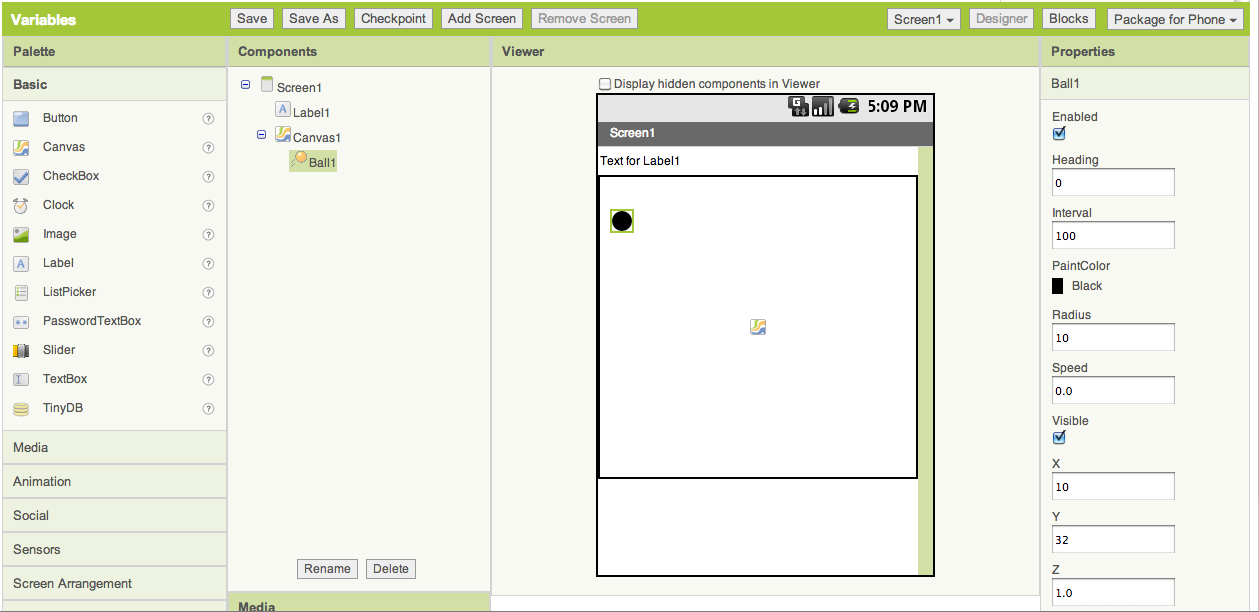 Variables
Save
Save As
Checkpoint
Add Screen
Remove Screen
Screen1
Designer
Blocks
Package for Phone
Palette
Basic
Button
Canvas
CheckBox
Clock
Image
Label
ListPicker
PasswordTextBox
Slider
TextBox
TinyDB
Media
Animation
Social
Sensors
Screen Arrangement
Components
Screen1
Label1
Canvas1
Ball1
Rename
Delete
Media
Viewer
Display hidden components in Viewer
5:09 PM
Screen1
Text for Label1
Properties
Ball1
Enabled
Heading
0
Interval
100
PaintColor
Black
Radius
10
Speed
0.0
Visible
X
10
Y
32
Z
1.0